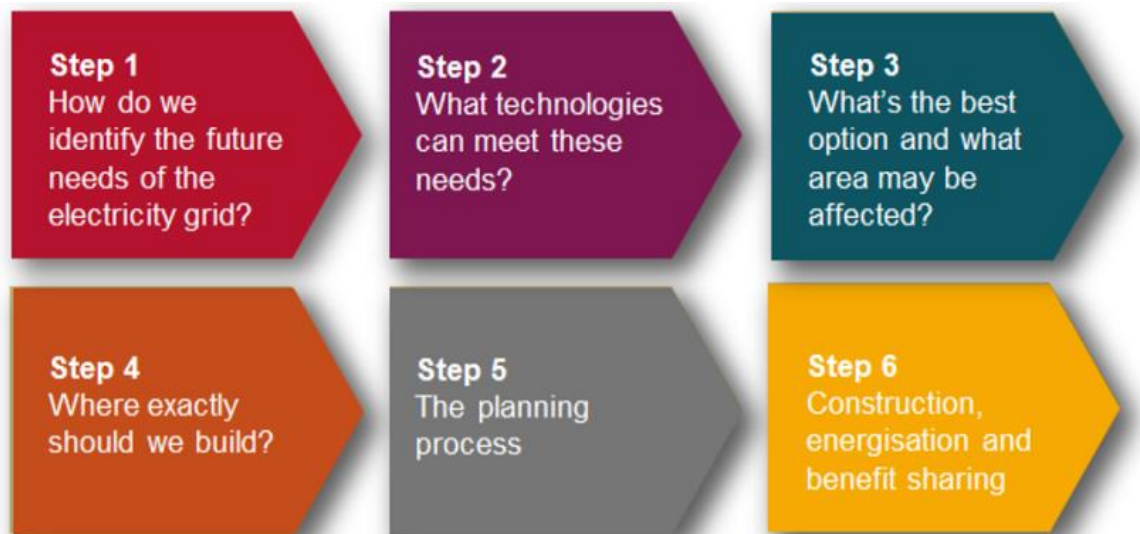 Step 1
How do we
identify the future
needs of the
electricity grid?
Step 2
What technologies
can meet these
needs?
Step 3
What's the best
option and what
area may be
affected?
Step 4
Where exactly
should we build?
Step 5
The planning
process
Step 6
Construction,
energisation and
benefit sharing